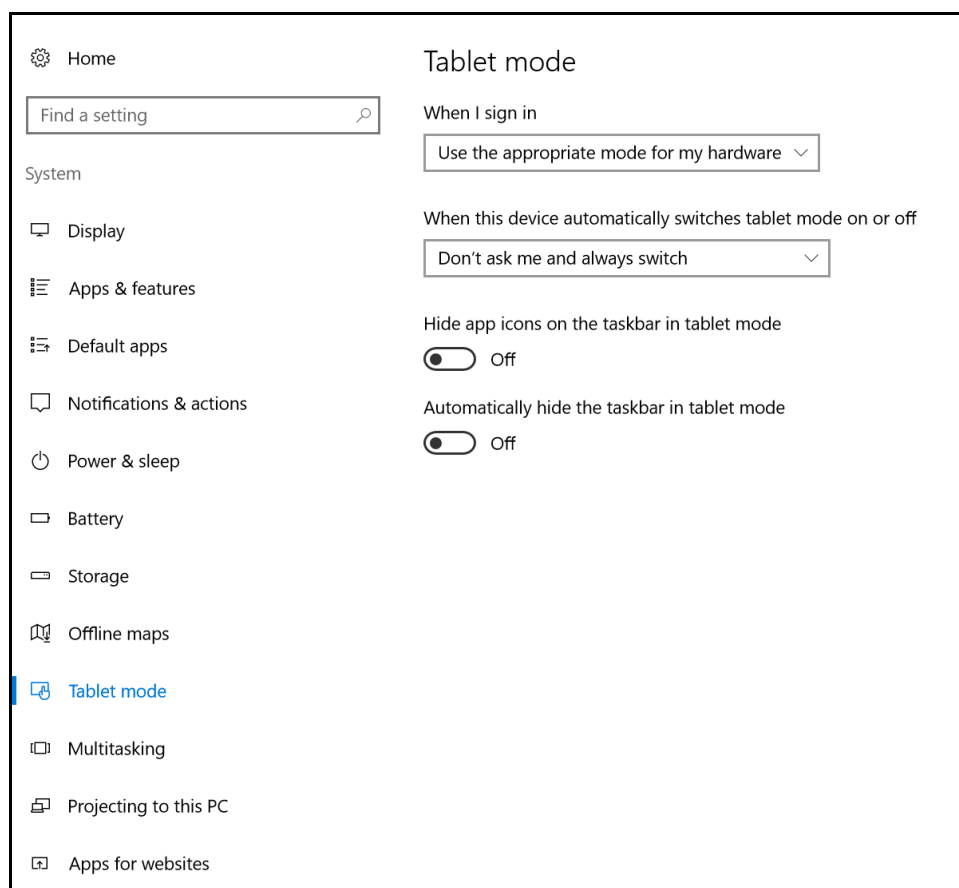 Home
Find a setting
System
Display
Apps & features
Default apps
Notifications & actions
Power & sleep
Battery
Storage
Offline maps
Tablet mode
Multitasking
Projecting to this PC
Apps for websites
Tablet mode
When I sign in
Use the appropriate mode for my hardware
When this device automatically switches tablet mode on or off
Don't ask me and always switch
Hide app icons on the taskbar in tablet mode
Off
Automatically hide the taskbar in tablet mode
Off